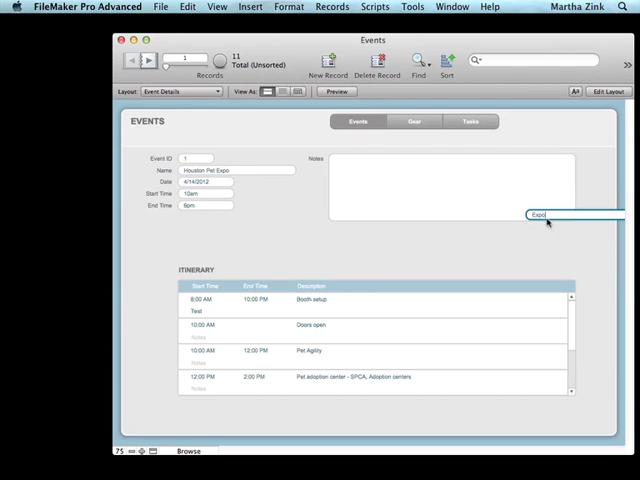 FileMaker Pro Advanced File Edit View Insert Format Records Scripts Tools Window Help Martha Zink
Events
1
11
Total (Unsorted)
Records
New Record
Delete Record
Find
Sort
Layout: Event Details
View As:
Preview
Aa
Edit Layout
EVENTS
Events
Gear
Tasks
Event ID 1
Name Houston Pet Expo
Date 4/14/2012
Start Time 10am
End Time 6pm
Notes
Expo
ITINERARY
Start Time End Time Description
8:00 AM 10:00 PM Booth setup
Test
10:00 AM Doors open
Notes
10:00 AM 12:00 PM Pet Agility
Notes
12:00 PM 2:00 PM Pet adoption center - SPCA, Adoption centers
Notes
75
Browse